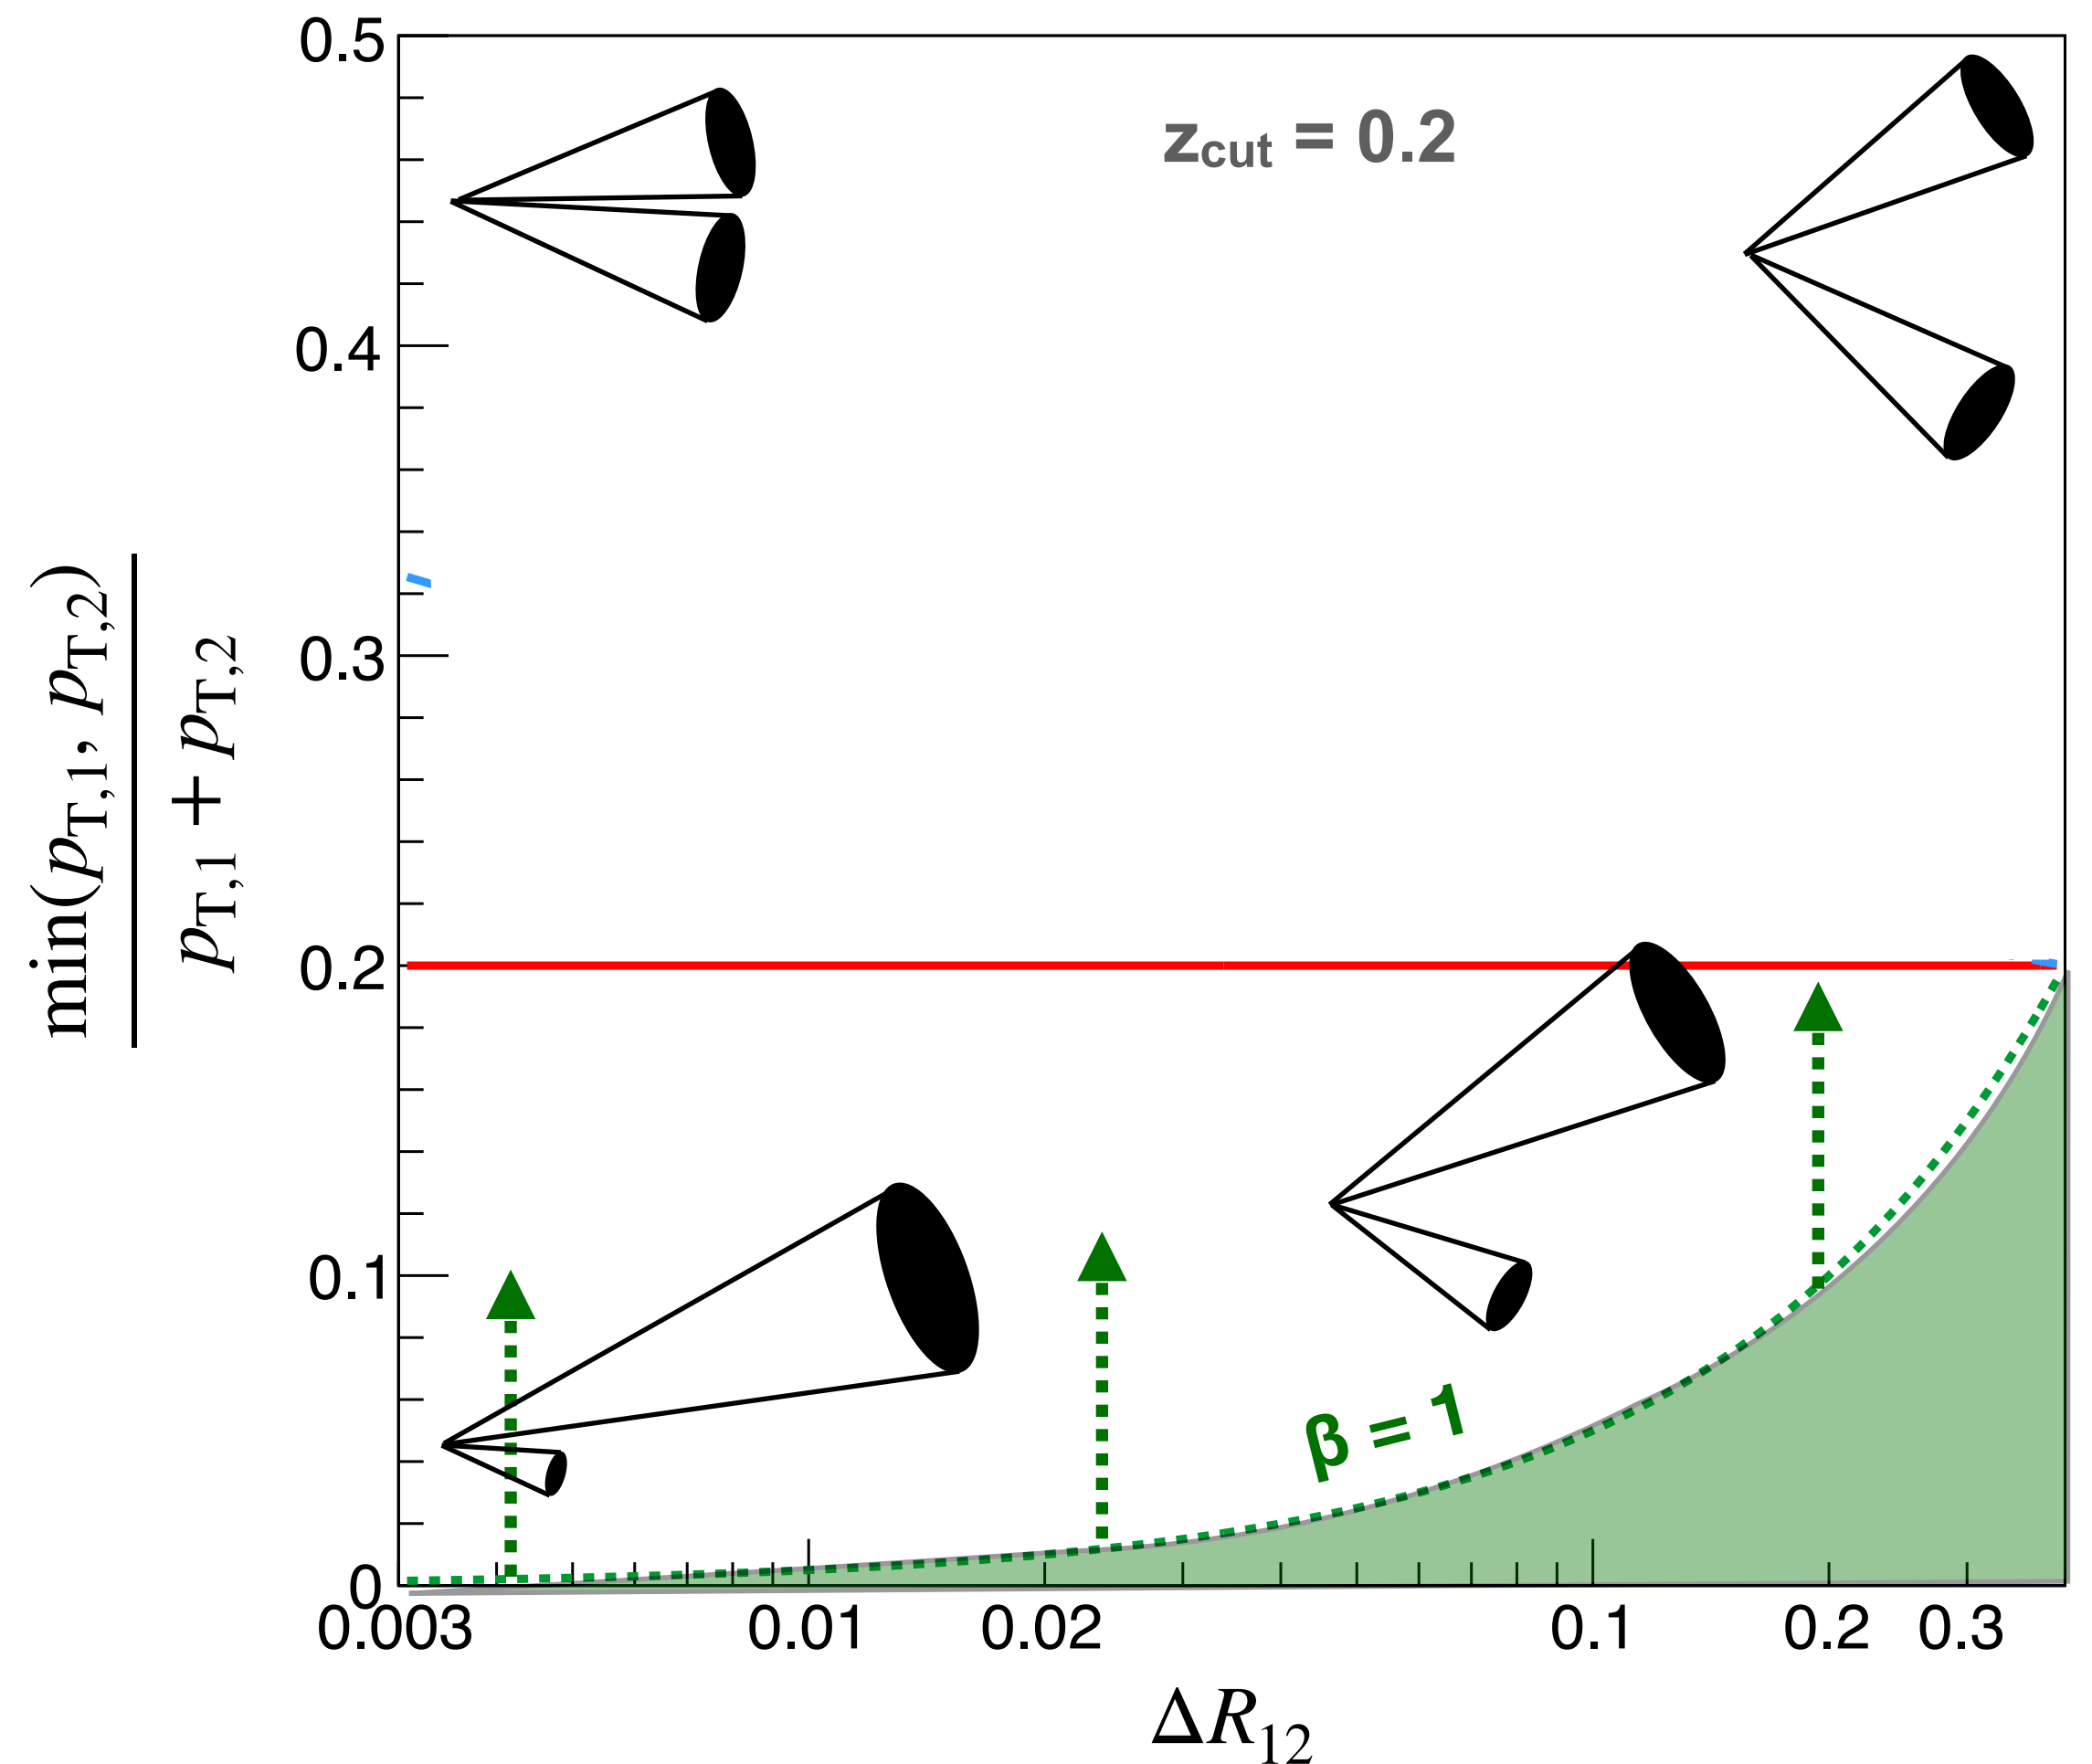 0.5
z_cut = 0.2
0.4
0.3
min(p_T,1, p_T,2)
p_T,1 + p_T,2
0.2
0.1
β = 1
0
0.003 0.01 0.02 0.1 0.2 0.3
ΔR_12